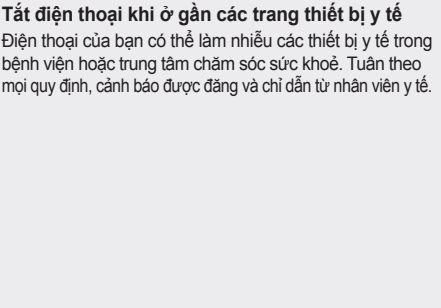 Tắt điện thoại khi ở gần các trang thiết bị y tế
Điện thoại của bạn có thể làm nhiễu các thiết bị y tế trong
bệnh viện hoặc trung tâm chăm sóc sức khoẻ. Tuân theo
mọi quy định, cảnh báo được đăng và chỉ dẫn từ nhân viên y tế.